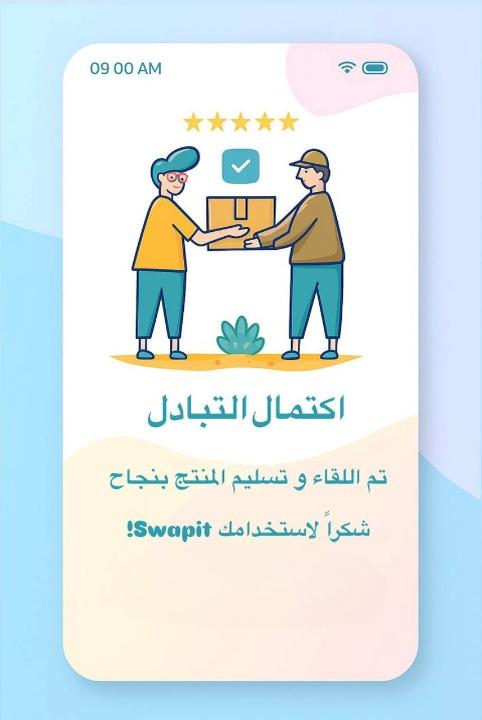 09 00 AM
اكتمال التبادل
تم اللقاء و تسليم المنتج بنجاح
شكراً لاستخدامك Swapit!